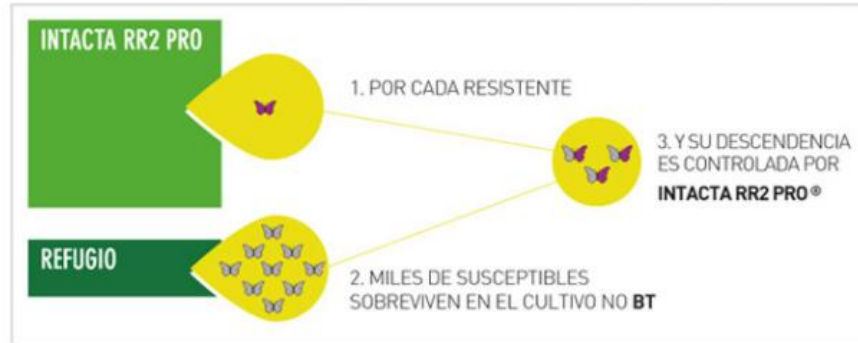 INTACTA RR2 PRO
1. POR CADA RESISTENTE
3. Y SU DESCENDENCIA
ES CONTROLADA POR
INTACTA RR2 PRO®
REFUGIO
2. MILES DE SUSCEPTIBLES
SOBREVIVEN EN EL CULTIVO NO BT